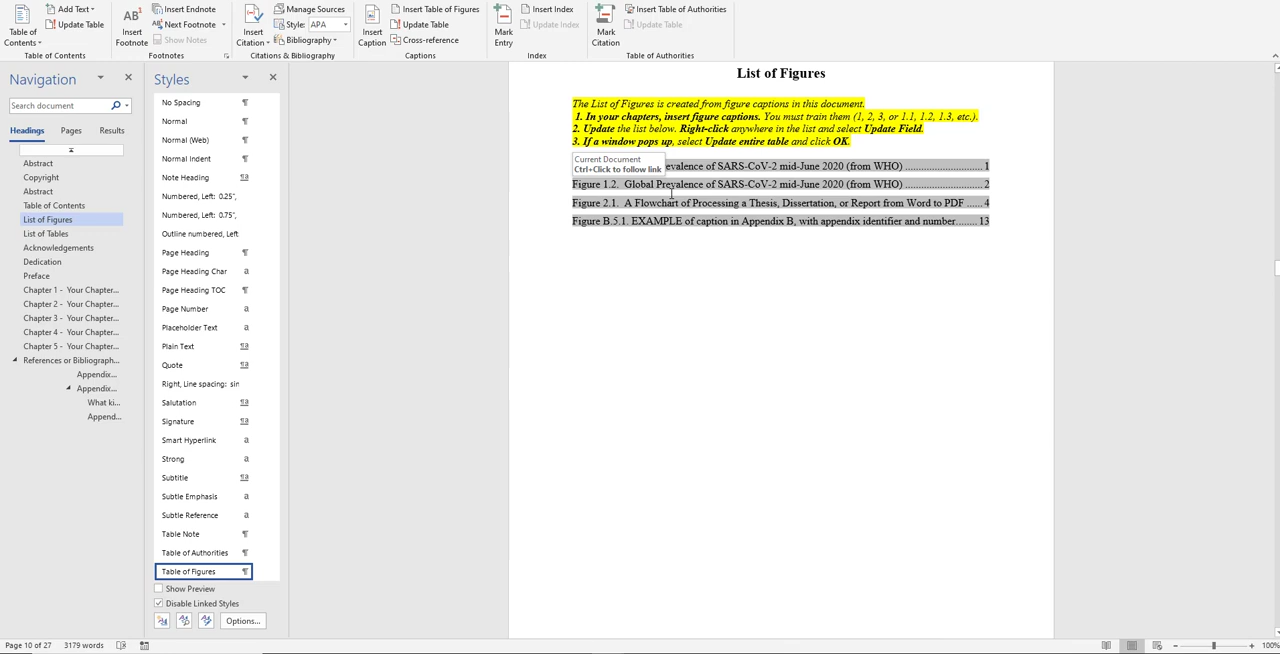 Table of
Contents
Add Text
Update Table
Table of Contents
AB¹
Insert
Footnote
Insert Endnote
Next Footnote
Show Notes
Footnotes
Insert
Citation
Manage Sources
Style: APA
Bibliography
Citations & Bibliography
Insert
Caption
Insert Table of Figures
Update Table
Cross-reference
Captions
Mark
Entry
Insert Index
Update Index
Index
Mark
Citation
Insert Table of Authorities
Update Table
Table of Authorities
Navigation
Search document
Headings Pages Results
Abstract
Copyright
Abstract
Table of Contents
List of Figures
List of Tables
Acknowledgements
Dedication
Preface
Chapter 1 - Your Chapter...
Chapter 2 - Your Chapter...
Chapter 3 - Your Chapter...
Chapter 4 - Your Chapter...
Chapter 5 - Your Chapter...
References or Bibliograph...
Appendix...
Appendix...
What ki...
Append...
Styles
No Spacing ¶
Normal ¶
Normal (Web) ¶
Normal Indent ¶
Note Heading ¶a
Numbered, Left: 0.25",
Numbered, Left: 0.75",
Outline numbered, Left
Page Heading ¶
Page Heading Char a
Page Heading TOC ¶
Page Number a
Placeholder Text a
Plain Text ¶a
Quote ¶a
Right, Line spacing: sin
Salutation ¶a
Signature ¶a
Smart Hyperlink a
Strong a
Subtitle ¶a
Subtle Emphasis a
Subtle Reference a
Table Note ¶
Table of Authorities ¶
Table of Figures ¶
Show Preview
Disable Linked Styles
Options...
List of Figures
The List of Figures is created from figure captions in this document.
1. In your chapters, insert figure captions. You must train them (1, 2, 3, or 1.1, 1.2, 1.3, etc.).
2. Update the list below. Right-click anywhere in the list and select Update Field.
3. If a window pops up, select Update entire table and click OK.
Current Document
Ctrl+Click to follow link
evalence of SARS-CoV-2 mid-June 2020 (from WHO) ............................ 1
Figure 1.2. Global Prevalence of SARS-CoV-2 mid-June 2020 (from WHO) ............................ 2
Figure 2.1. A Flowchart of Processing a Thesis, Dissertation, or Report from Word to PDF ...... 4
Figure B.5.1. EXAMPLE of caption in Appendix B, with appendix identifier and number........ 13
Page 10 of 27 3179 words
100%